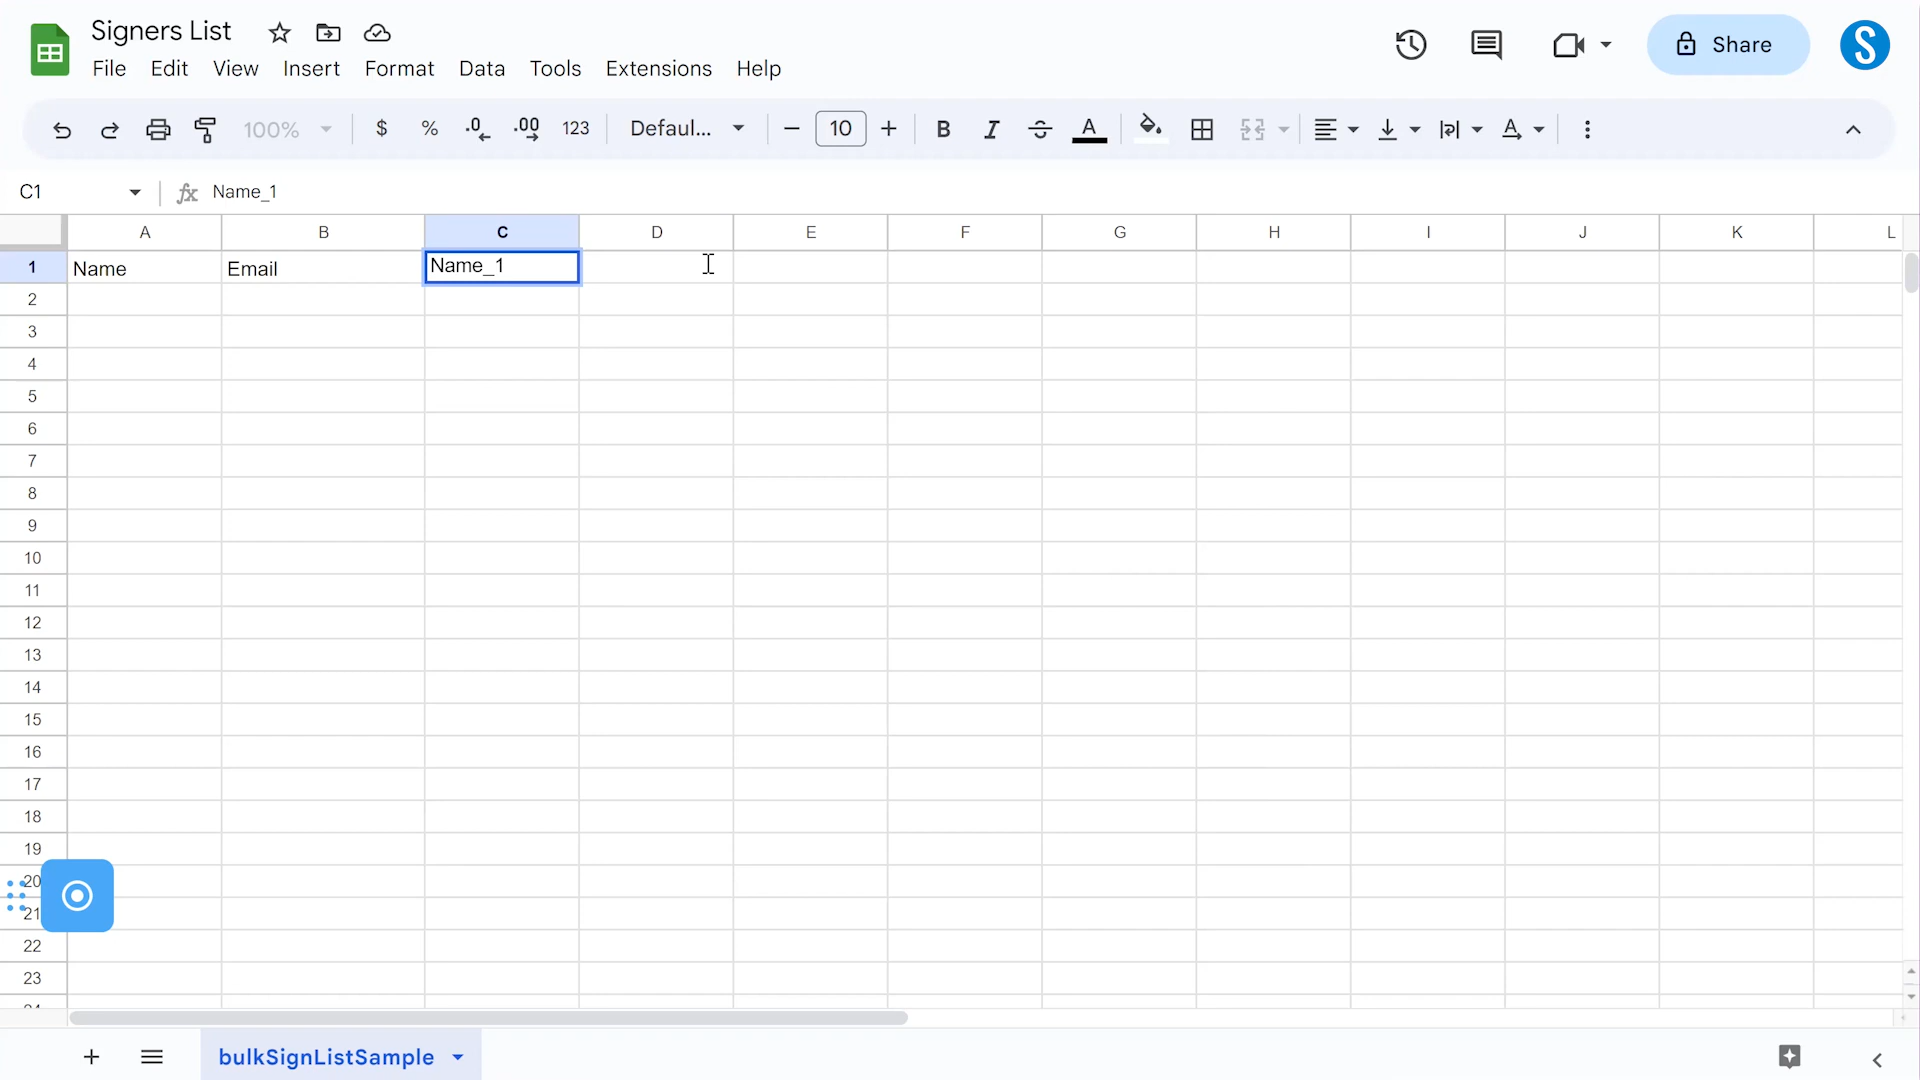 Signers List
File Edit View Insert Format Data Tools Extensions Help
Share
S
100% $ % .0 .00 123 Defaul... 10 B I S A A
C1 fx Name_1
A B C D E F G H I J K L
1 Name Email Name_1
2
3
4
5
6
7
8
9
10
11
12
13
14
15
16
17
18
19
20
21
22
23
bulkSignListSample